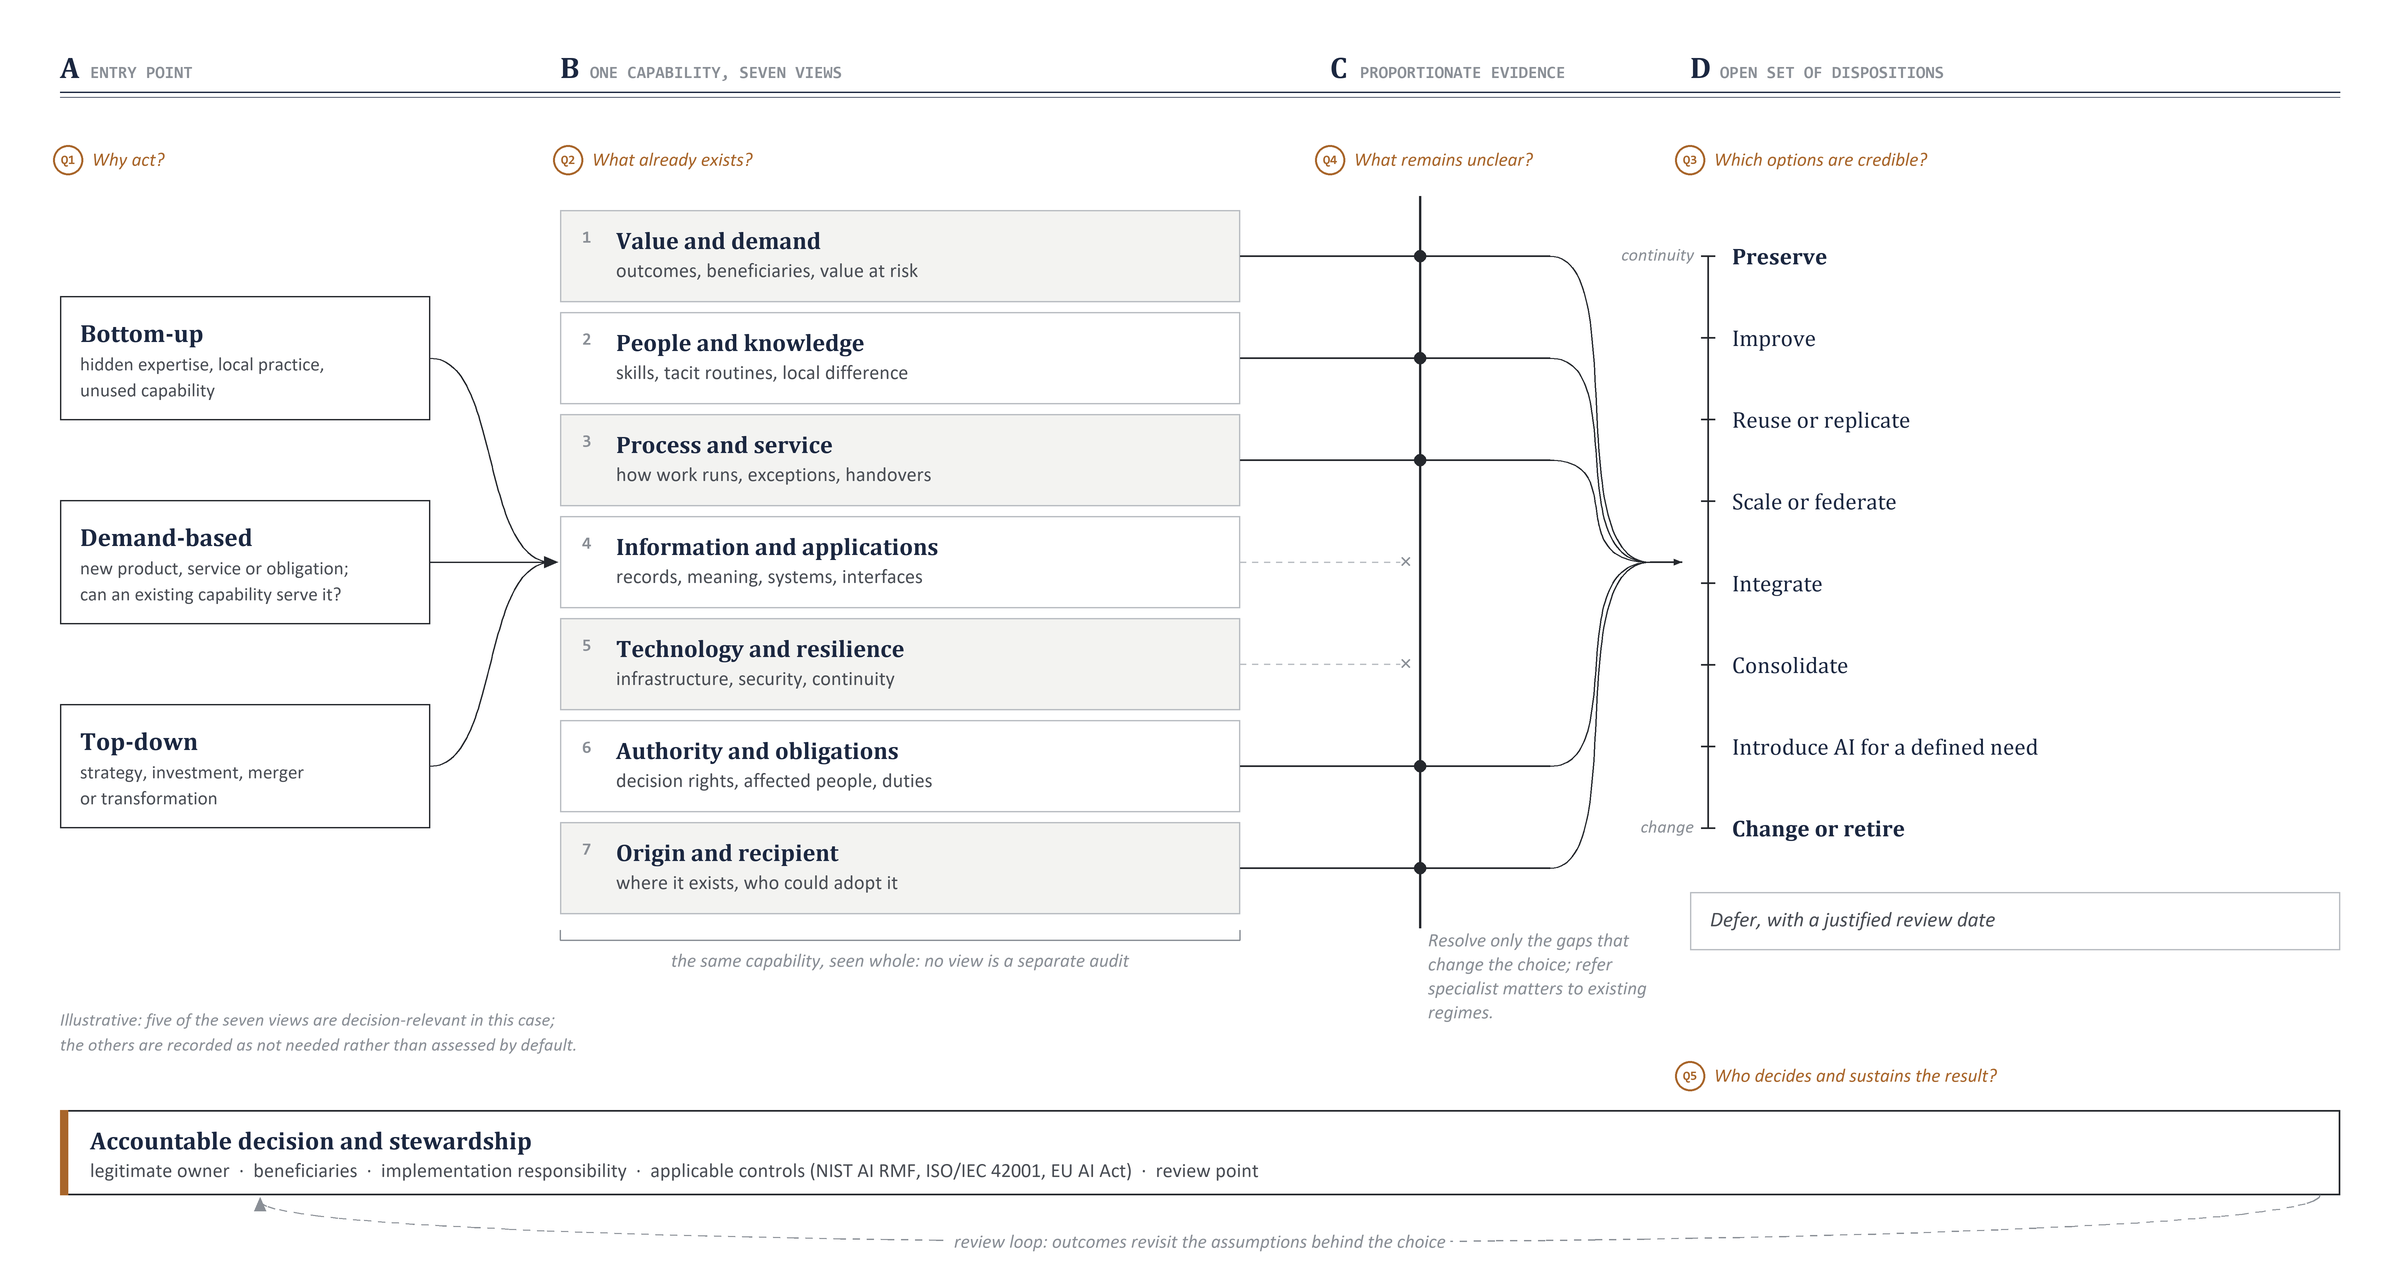 A ENTRY POINT
B ONE CAPABILITY, SEVEN VIEWS
C PROPORTIONATE EVIDENCE
D OPEN SET OF DISPOSITIONS
Q1 Why act?
Q2 What already exists?
Q4 What remains unclear?
Q3 Which options are credible?
Bottom-up
hidden expertise, local practice,
unused capability
Demand-based
new product, service or obligation;
can an existing capability serve it?
Top-down
strategy, investment, merger
or transformation
1 Value and demand
outcomes, beneficiaries, value at risk
2 People and knowledge
skills, tacit routines, local difference
3 Process and service
how work runs, exceptions, handovers
4 Information and applications
records, meaning, systems, interfaces
5 Technology and resilience
infrastructure, security, continuity
6 Authority and obligations
decision rights, affected people, duties
7 Origin and recipient
where it exists, who could adopt it
the same capability, seen whole: no view is a separate audit
Resolve only the gaps that
change the choice; refer
specialist matters to existing
regimes.
continuity Preserve
Improve
Reuse or replicate
Scale or federate
Integrate
Consolidate
Introduce AI for a defined need
change Change or retire
Defer, with a justified review date
Illustrative: five of the seven views are decision-relevant in this case;
the others are recorded as not needed rather than assessed by default.
Q5 Who decides and sustains the result?
Accountable decision and stewardship
legitimate owner · beneficiaries · implementation responsibility · applicable controls (NIST AI RMF, ISO/IEC 42001, EU AI Act) · review point
review loop: outcomes revisit the assumptions behind the choice